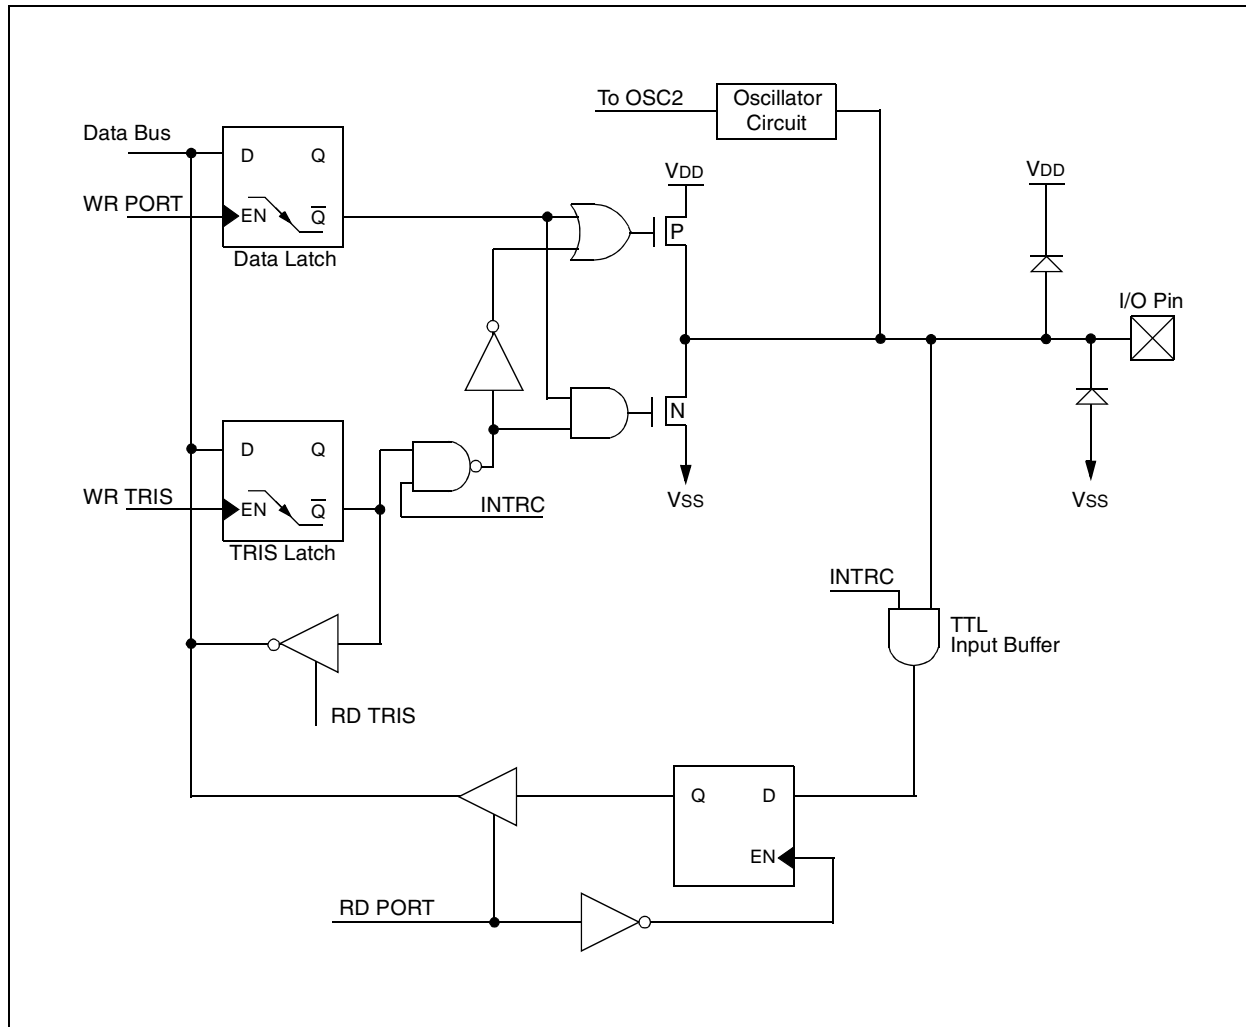 To OSC2
Oscillator
Circuit
Data Bus
D
Q
VDD
VDD
WR PORT
EN
Q̅
P
Data Latch
I/O Pin
N
D
Q
WR TRIS
EN
Q̅
INTRC
VSS
VSS
TRIS Latch
INTRC
TTL
Input Buffer
RD TRIS
Q
D
EN
RD PORT